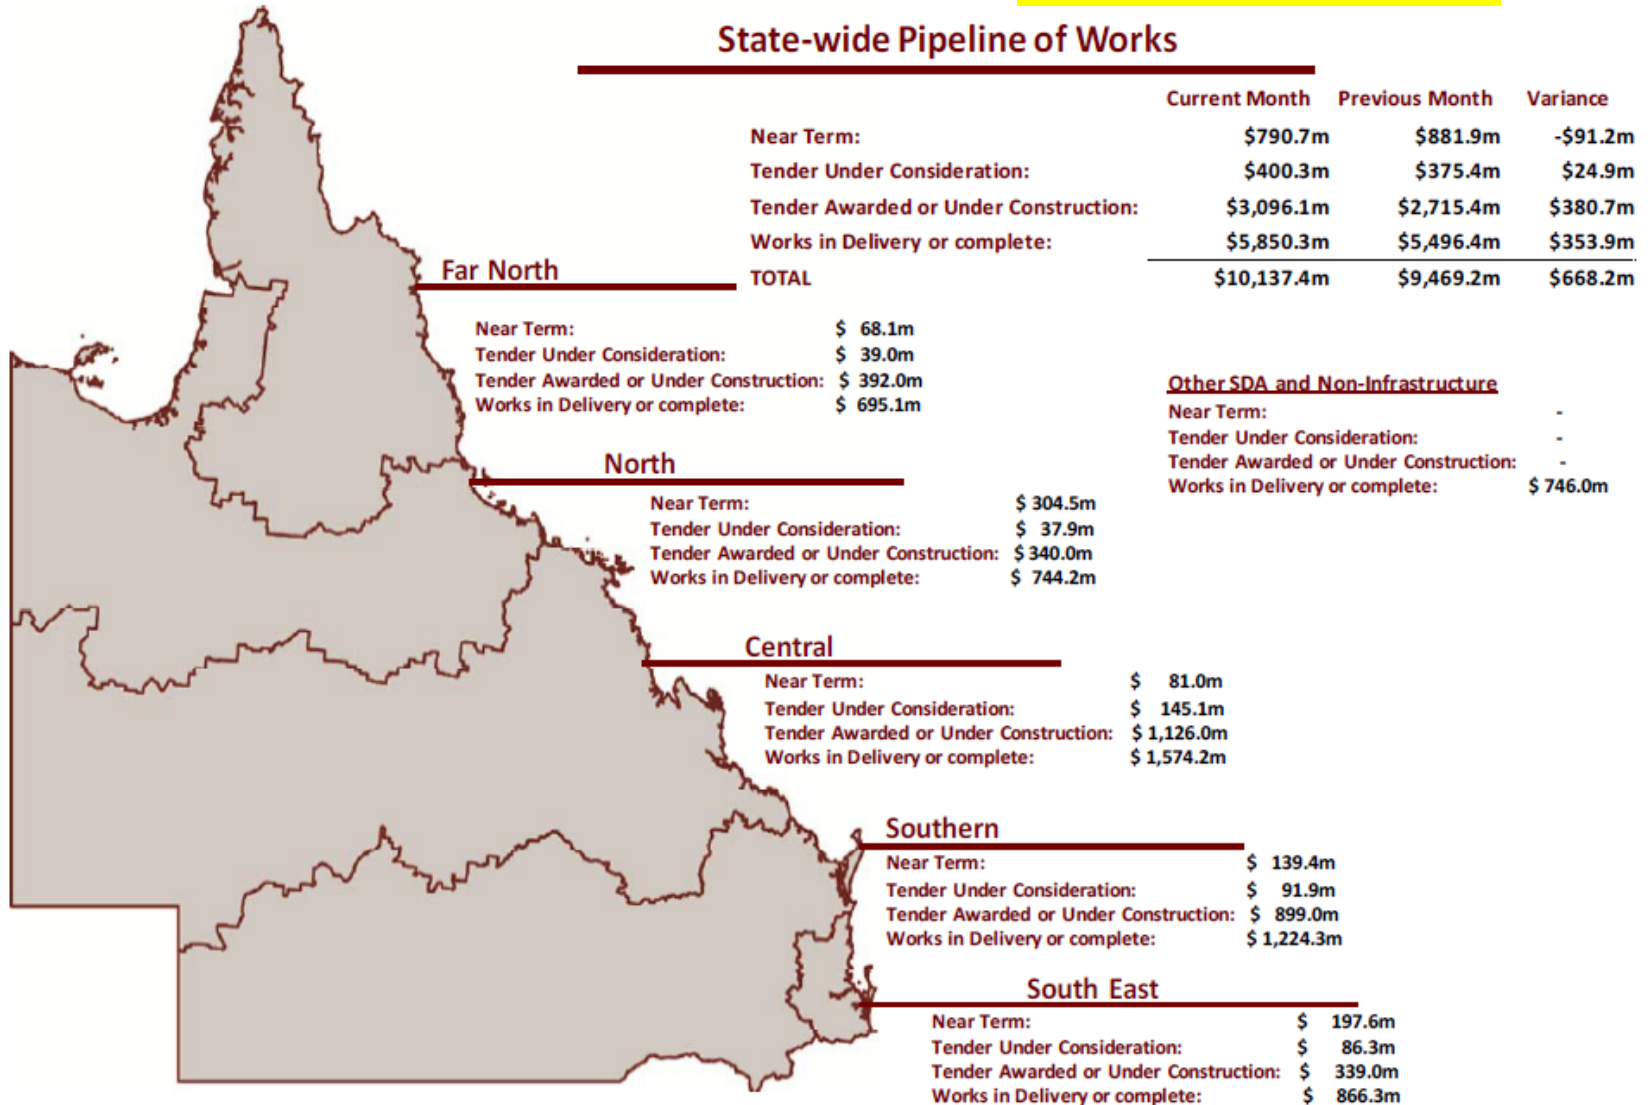 State-wide Pipeline of Works
Current Month Previous Month Variance
Near Term: $790.7m $881.9m -$91.2m
Tender Under Consideration: $400.3m $375.4m $24.9m
Tender Awarded or Under Construction: $3,096.1m $2,715.4m $380.7m
Works in Delivery or complete: $5,850.3m $5,496.4m $353.9m
TOTAL $10,137.4m $9,469.2m $668.2m
Far North
Near Term: $ 68.1m
Tender Under Consideration: $ 39.0m
Tender Awarded or Under Construction: $ 392.0m
Works in Delivery or complete: $ 695.1m
Other SDA and Non-Infrastructure
Near Term: -
Tender Under Consideration: -
Tender Awarded or Under Construction: -
Works in Delivery or complete: $ 746.0m
North
Near Term: $ 304.5m
Tender Under Consideration: $ 37.9m
Tender Awarded or Under Construction: $ 340.0m
Works in Delivery or complete: $ 744.2m
Central
Near Term: $ 81.0m
Tender Under Consideration: $ 145.1m
Tender Awarded or Under Construction: $ 1,126.0m
Works in Delivery or complete: $ 1,574.2m
Southern
Near Term: $ 139.4m
Tender Under Consideration: $ 91.9m
Tender Awarded or Under Construction: $ 899.0m
Works in Delivery or complete: $ 1,224.3m
South East
Near Term: $ 197.6m
Tender Under Consideration: $ 86.3m
Tender Awarded or Under Construction: $ 339.0m
Works in Delivery or complete: $ 866.3m